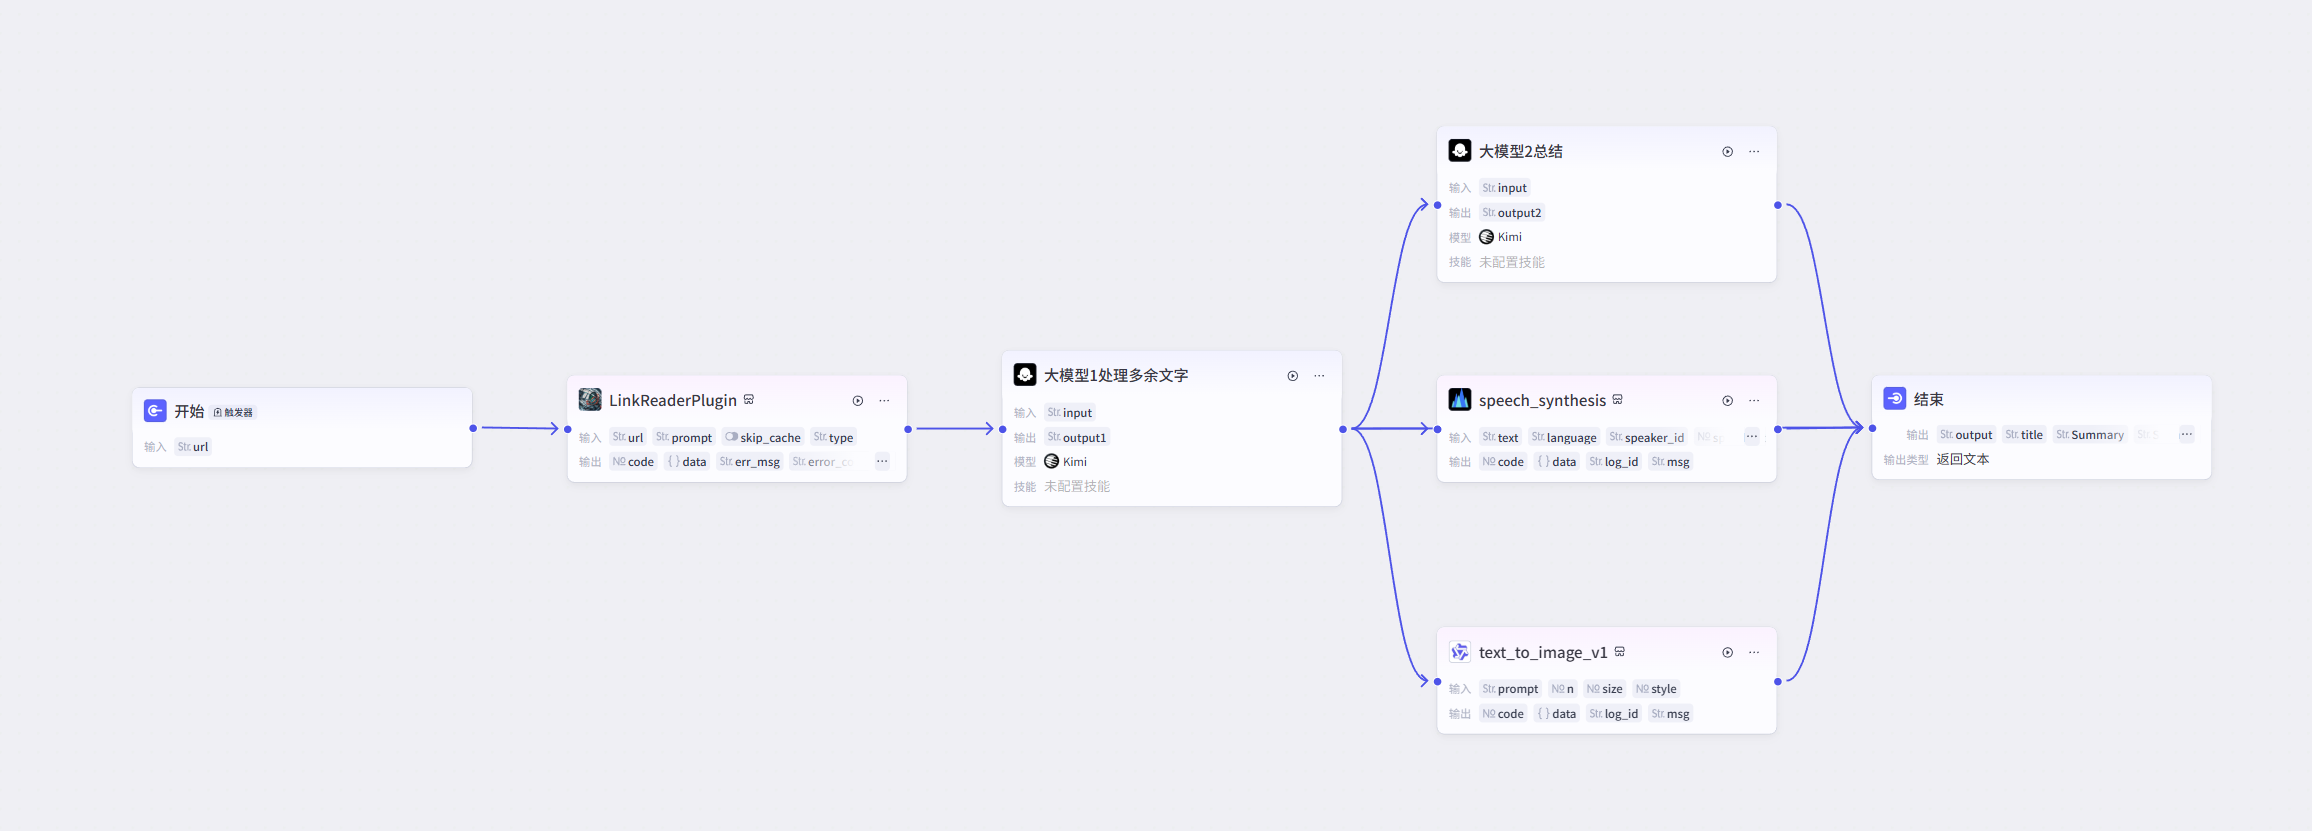 开始 触发器
输入 Str. url
LinkReaderPlugin
输入 Str. url Str. prompt skip_cache Str. type
输出 № code { } data Str. err_msg Str. error_co ...
大模型1处理多余文字
输入 Str. input
输出 Str. output1
模型 Kimi
技能 未配置技能
大模型2总结
输入 Str. input
输出 Str. output2
模型 Kimi
技能 未配置技能
speech_synthesis
输入 Str. text Str. language Str. speaker_id № ...
输出 № code { } data Str. log_id Str. msg
text_to_image_v1
输入 Str. prompt № n № size № style
输出 № code { } data Str. log_id Str. msg
结束
输出 Str. output Str. title Str. Summary Str. ...
输出类型 返回文本